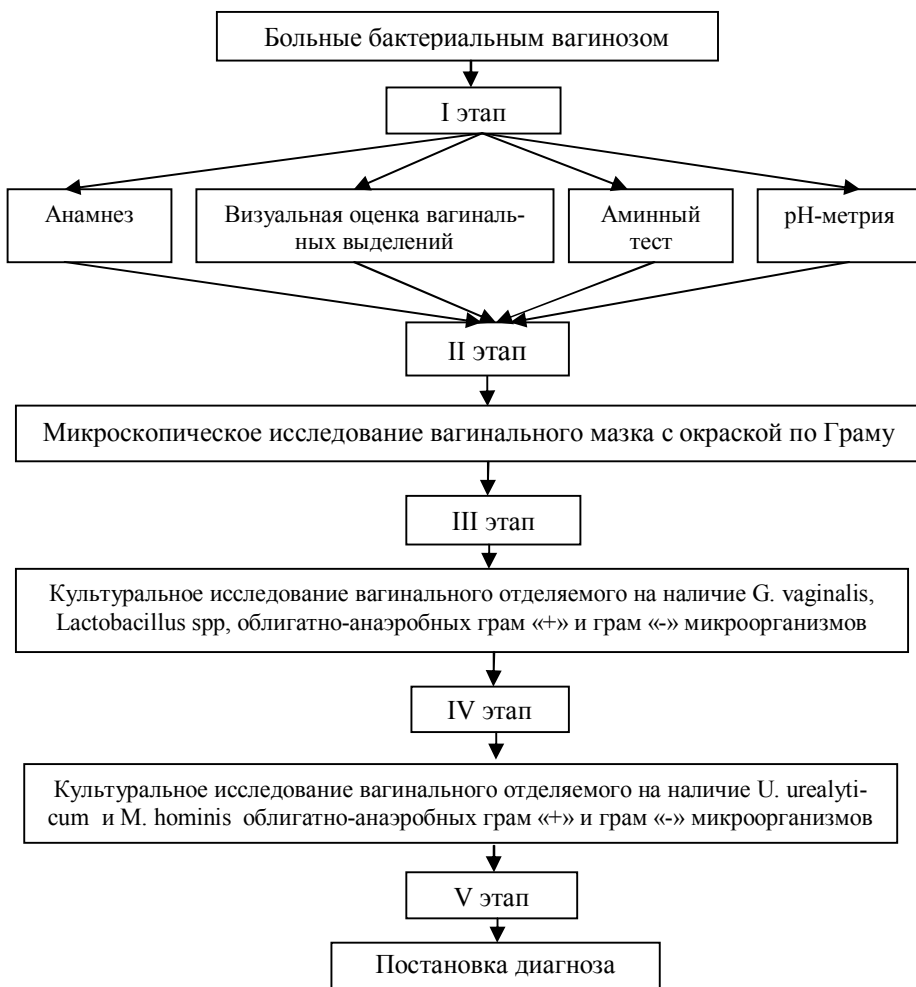 Больные бактериальным вагинозом
I этап
Анамнез
Визуальная оценка вагиналь-
ных выделений
Аминный
тест
pH-метрия
II этап
Микроскопическое исследование вагинального мазка с окраской по Граму
III этап
Культуральное исследование вагинального отделяемого на наличие G. vaginalis,
Lactobacillus spp, облигатно-анаэробных грам «+» и грам «-» микроорганизмов
IV этап
Культуральное исследование вагинального отделяемого на наличие U. urealyti-
cum и M. hominis облигатно-анаэробных грам «+» и грам «-» микроорганизмов
V этап
Постановка диагноза